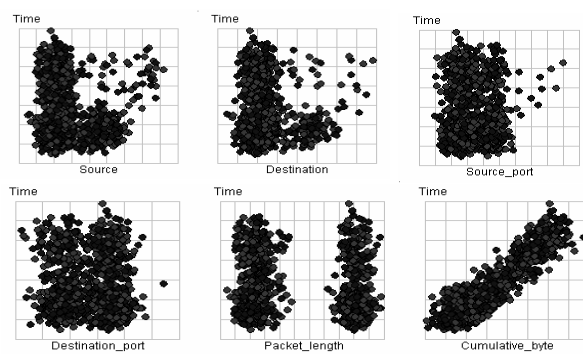 Time
Source
Time
Destination
Time
Source_port
Time
Destination_port
Time
Packet_length
Time
Cumulative_byte